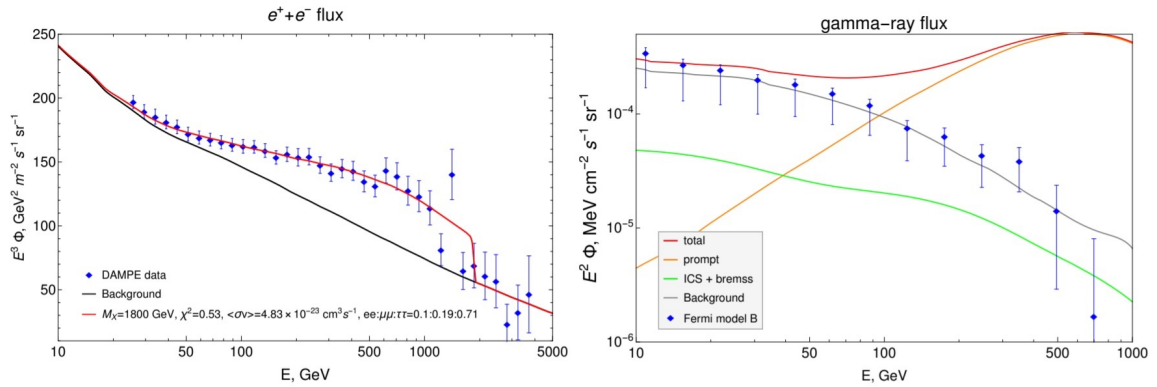 e⁺+e⁻ flux
250
200
150
100
50
E³ Φ, GeV² m⁻² s⁻¹ sr⁻¹
DAMPE data
Background
Mχ=1800 GeV, χ²=0.53, <σv>=4.83×10⁻²³ cm³s⁻¹, ee:μμ:ττ=0.1:0.19:0.71
10 50 100 500 1000 5000
E, GeV
gamma-ray flux
10⁻⁴
10⁻⁵
10⁻⁶
E² Φ, MeV cm⁻² s⁻¹ sr⁻¹
total
prompt
ICS + bremss
Background
Fermi model B
10 50 100 500 1000
E, GeV